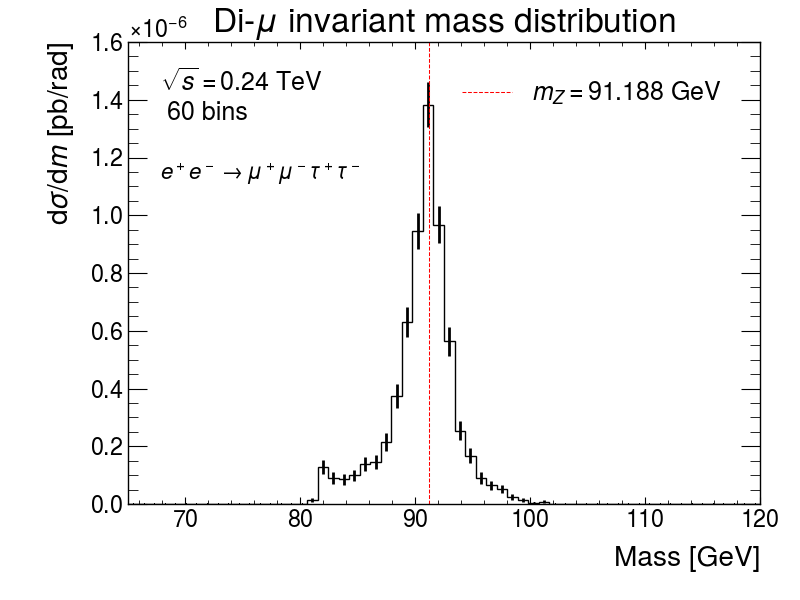 Di-μ invariant mass distribution
×10⁻⁶
dσ/dm [pb/rad]
1.6
1.4
1.2
1.0
0.8
0.6
0.4
0.2
0.0
√s = 0.24 TeV
60 bins
e⁺e⁻ → μ⁺μ⁻τ⁺τ⁻
m_Z = 91.188 GeV
70 80 90 100 110 120
Mass [GeV]